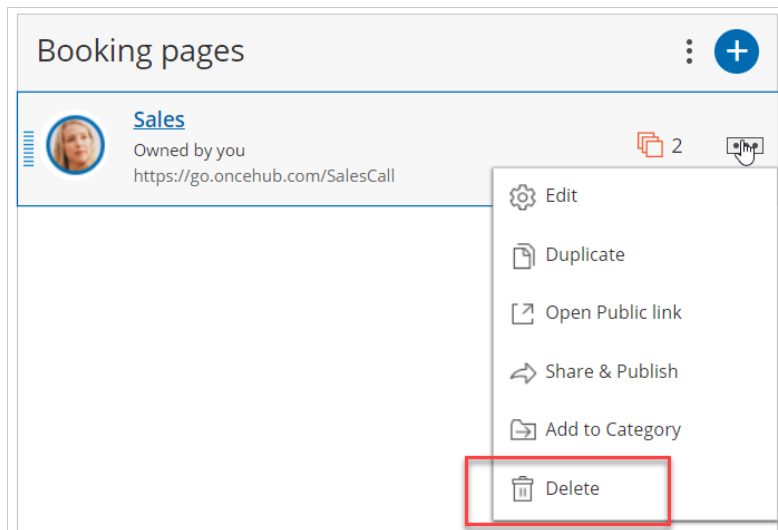 Booking pages
Sales
Owned by you
2
https://go.oncehub.com/SalesCall
Edit
Duplicate
Open Public link
Share & Publish
Add to Category
Delete